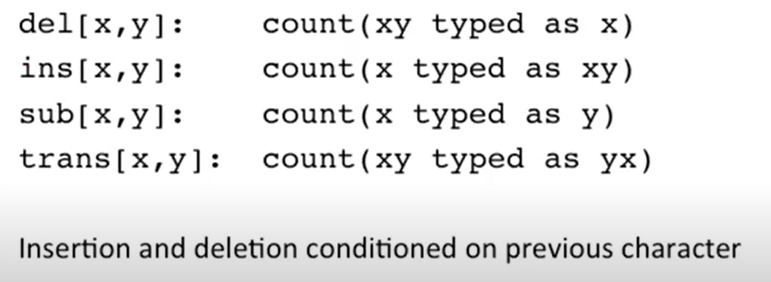 del[x,y]: count(xy typed as x)
ins[x,y]: count(x typed as xy)
sub[x,y]: count(x typed as y)
trans[x,y]: count(xy typed as yx)
Insertion and deletion conditioned on previous character